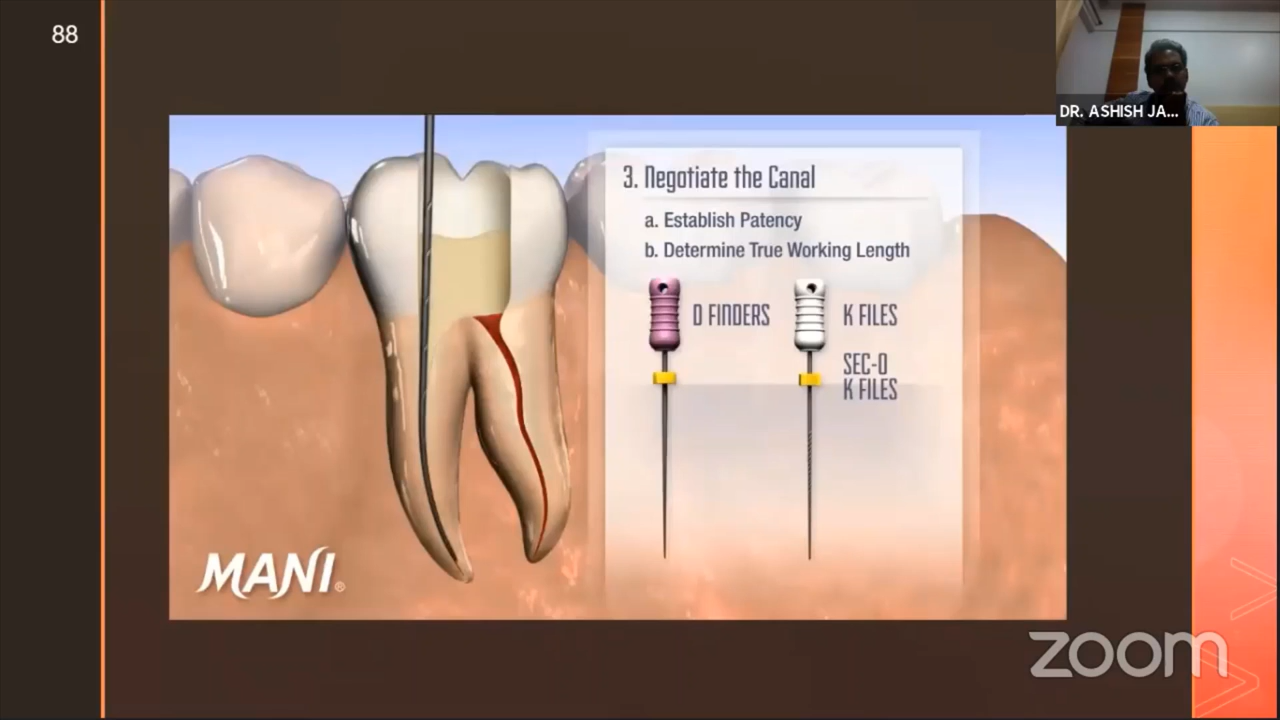 88
DR. ASHISH JA...
3. Negotiate the Canal
a. Establish Patency
b. Determine True Working Length
D FINDERS
K FILES
SEC-O
K FILES
MANI®
zoom